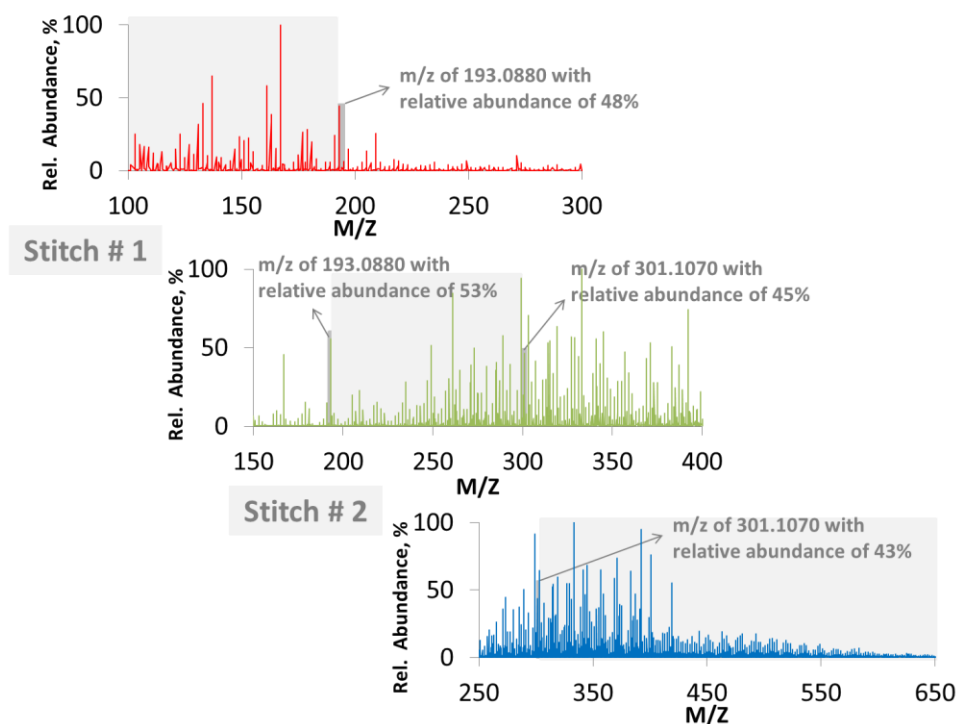 Rel. Abundance, %
100
50
0
m/z of 193.0880 with
relative abundance of 48%
100 150 200 250 300
M/Z
Stitch # 1
Rel. Abundance, %
100
50
0
m/z of 193.0880 with
relative abundance of 53%
m/z of 301.1070 with
relative abundance of 45%
150 200 250 300 350 400
M/Z
Stitch # 2
Rel. Abundance, %
100
50
0
m/z of 301.1070 with
relative abundance of 43%
250 350 450 550 650
M/Z